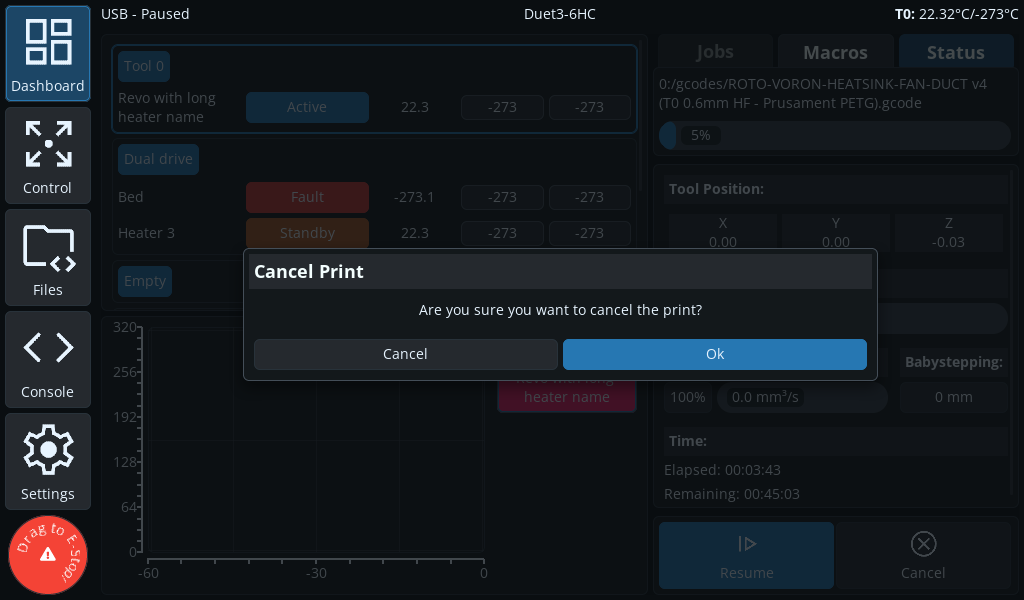 USB - Paused
Duet3-6HC
T0: 22.32°C/-273°C
Dashboard
Control
Files
Console
Settings
Drag to E-Stop!
Tool 0
Revo with long
heater name
Active
22.3
-273
-273
Dual drive
Bed
Fault
-273.1
-273
-273
Heater 3
Standby
22.3
-273
-273
Empty
Jobs
Macros
Status
0:/gcodes/ROTO-VORON-HEATSINK-FAN-DUCT v4
(T0 0.6mm HF - Prusament PETG).gcode
5%
Tool Position:
X
0.00
Y
0.00
Z
-0.03
Cancel Print
Are you sure you want to cancel the print?
Cancel
Ok
320
256
192
128
64
0
-60
-30
0
heater name
Babystepping:
100%
0.0 mm³/s
0 mm
Time:
Elapsed: 00:03:43
Remaining: 00:45:03
Resume
Cancel